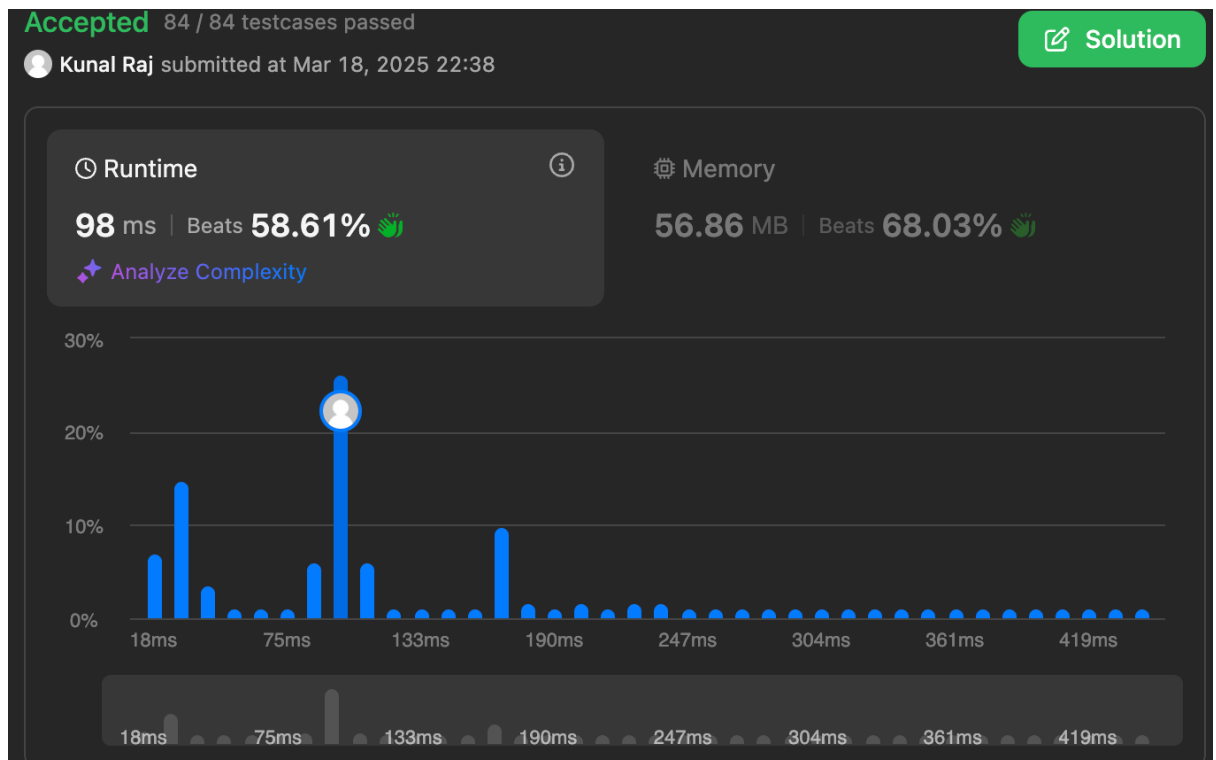 Accepted 84 / 84 testcases passed
Solution
Kunal Raj submitted at Mar 18, 2025 22:38
Runtime
98 ms | Beats 58.61%
Analyze Complexity
Memory
56.86 MB | Beats 68.03%
30%
20%
10%
0%
18ms 75ms 133ms 190ms 247ms 304ms 361ms 419ms
18ms 75ms 133ms 190ms 247ms 304ms 361ms 419ms